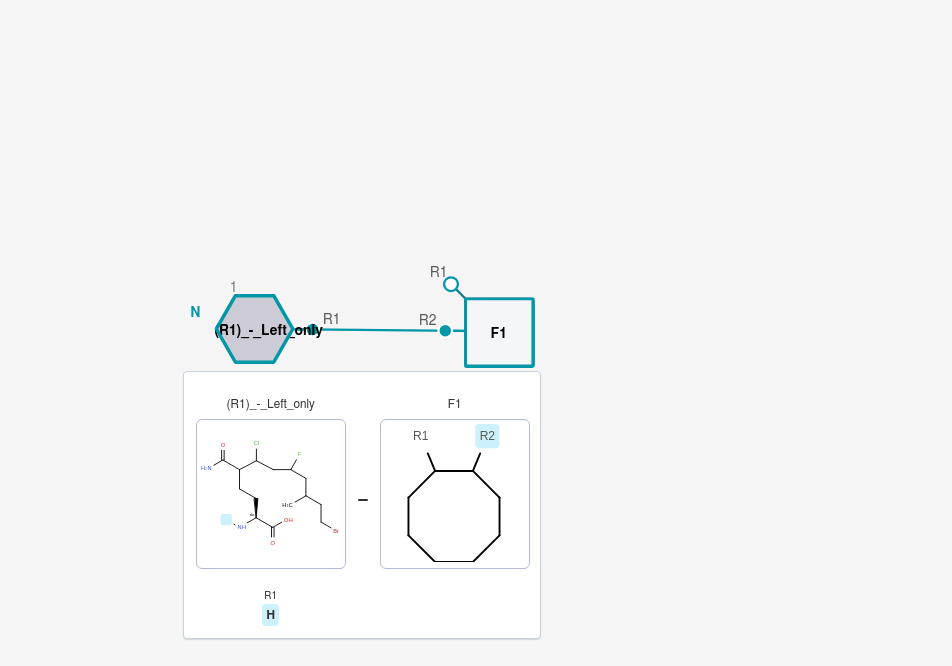 R1
1
N
(R1)_-_Left_only
R1
R2
F1
(R1)_-_Left_only
F1
O
Cl
F
H₂N
H₃C
NH
OH
O
Br
R1
R2
R1
H